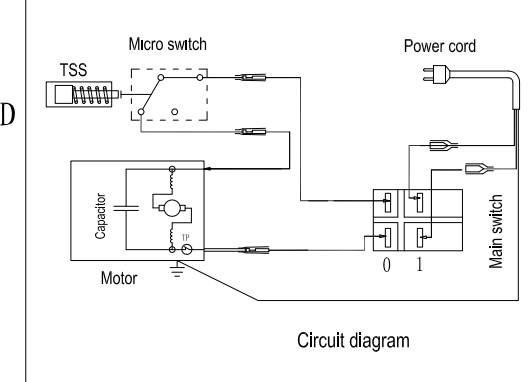 Micro switch
Power cord
TSS
D
Capacitor
TP
Main switch
0 1
Motor
Circuit diagram